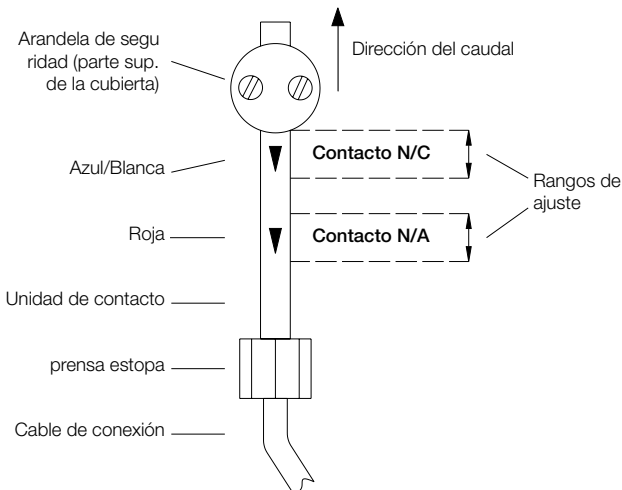 Arandela de segu
ridad (parte sup.
de la cubierta)
Dirección del caudal
Azul/Blanca
Contacto N/C
Rangos de
ajuste
Roja
Contacto N/A
Unidad de contacto
prensa estopa
Cable de conexión